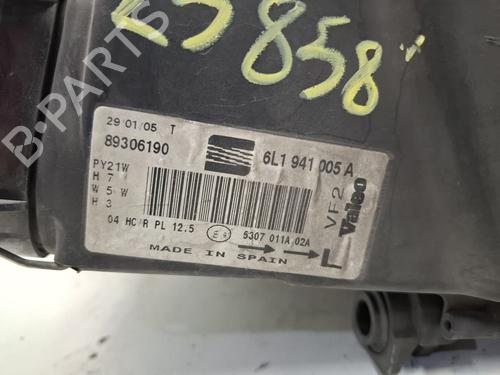 25858
B-PARTS
29/01/05 T
89306190
6L1 941 005 A
PY21W
H 7
W 5 W
H 3
VF2
Valeo
04 HC/R PL 12.5
5307 011A 02A
L
MADE IN SPAIN